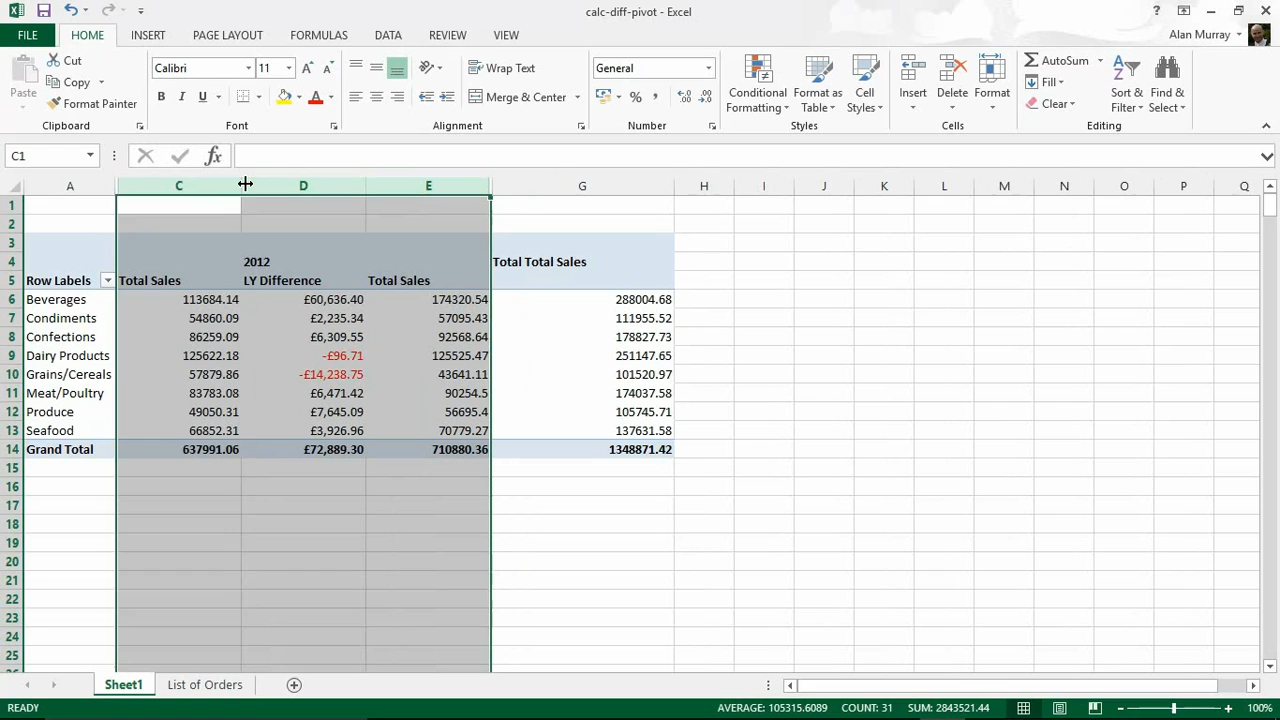 calc-diff-pivot - Excel
?
FILE HOME INSERT PAGE LAYOUT FORMULAS DATA REVIEW VIEW Alan Murray
Paste
Cut
Copy
Format Painter
Clipboard
Calibri 11
B I U
Font
Wrap Text
Merge & Center
Alignment
General
%
Number
Conditional Formatting
Format as Table
Cell Styles
Styles
Insert Delete Format
Cells
AutoSum
Fill
Clear
Sort & Filter
Find & Select
Editing
C1 fx
A C D E G H I J K L M N O P Q
1
2
3
4 2012 Total Total Sales
5 Row Labels Total Sales LY Difference Total Sales
6 Beverages 113684.14 £60,636.40 174320.54 288004.68
7 Condiments 54860.09 £2,235.34 57095.43 111955.52
8 Confections 86259.09 £6,309.55 92568.64 178827.73
9 Dairy Products 125622.18 -£96.71 125525.47 251147.65
10 Grains/Cereals 57879.86 -£14,238.75 43641.11 101520.97
11 Meat/Poultry 83783.08 £6,471.42 90254.5 174037.58
12 Produce 49050.31 £7,645.09 56695.4 105745.71
13 Seafood 66852.31 £3,926.96 70779.27 137631.58
14 Grand Total 637991.06 £72,889.30 710880.36 1348871.42
15
16
17
18
19
20
21
22
23
24
25
Sheet1 List of Orders
READY AVERAGE: 105315.6089 COUNT: 31 SUM: 2843521.44 100%